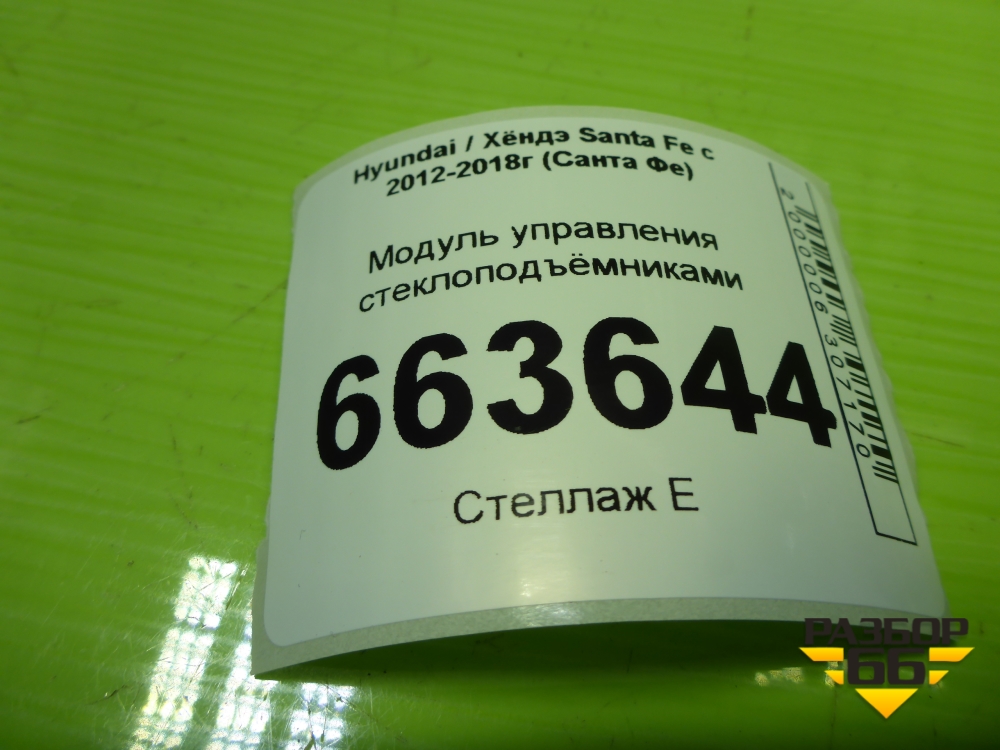 Hyundai / Хёндэ Santa Fe с
2012-2018г (Санта Фе)
Модуль управления
стеклоподъёмниками
663644
Стеллаж Е
2000006307170
РАЗБОР
66